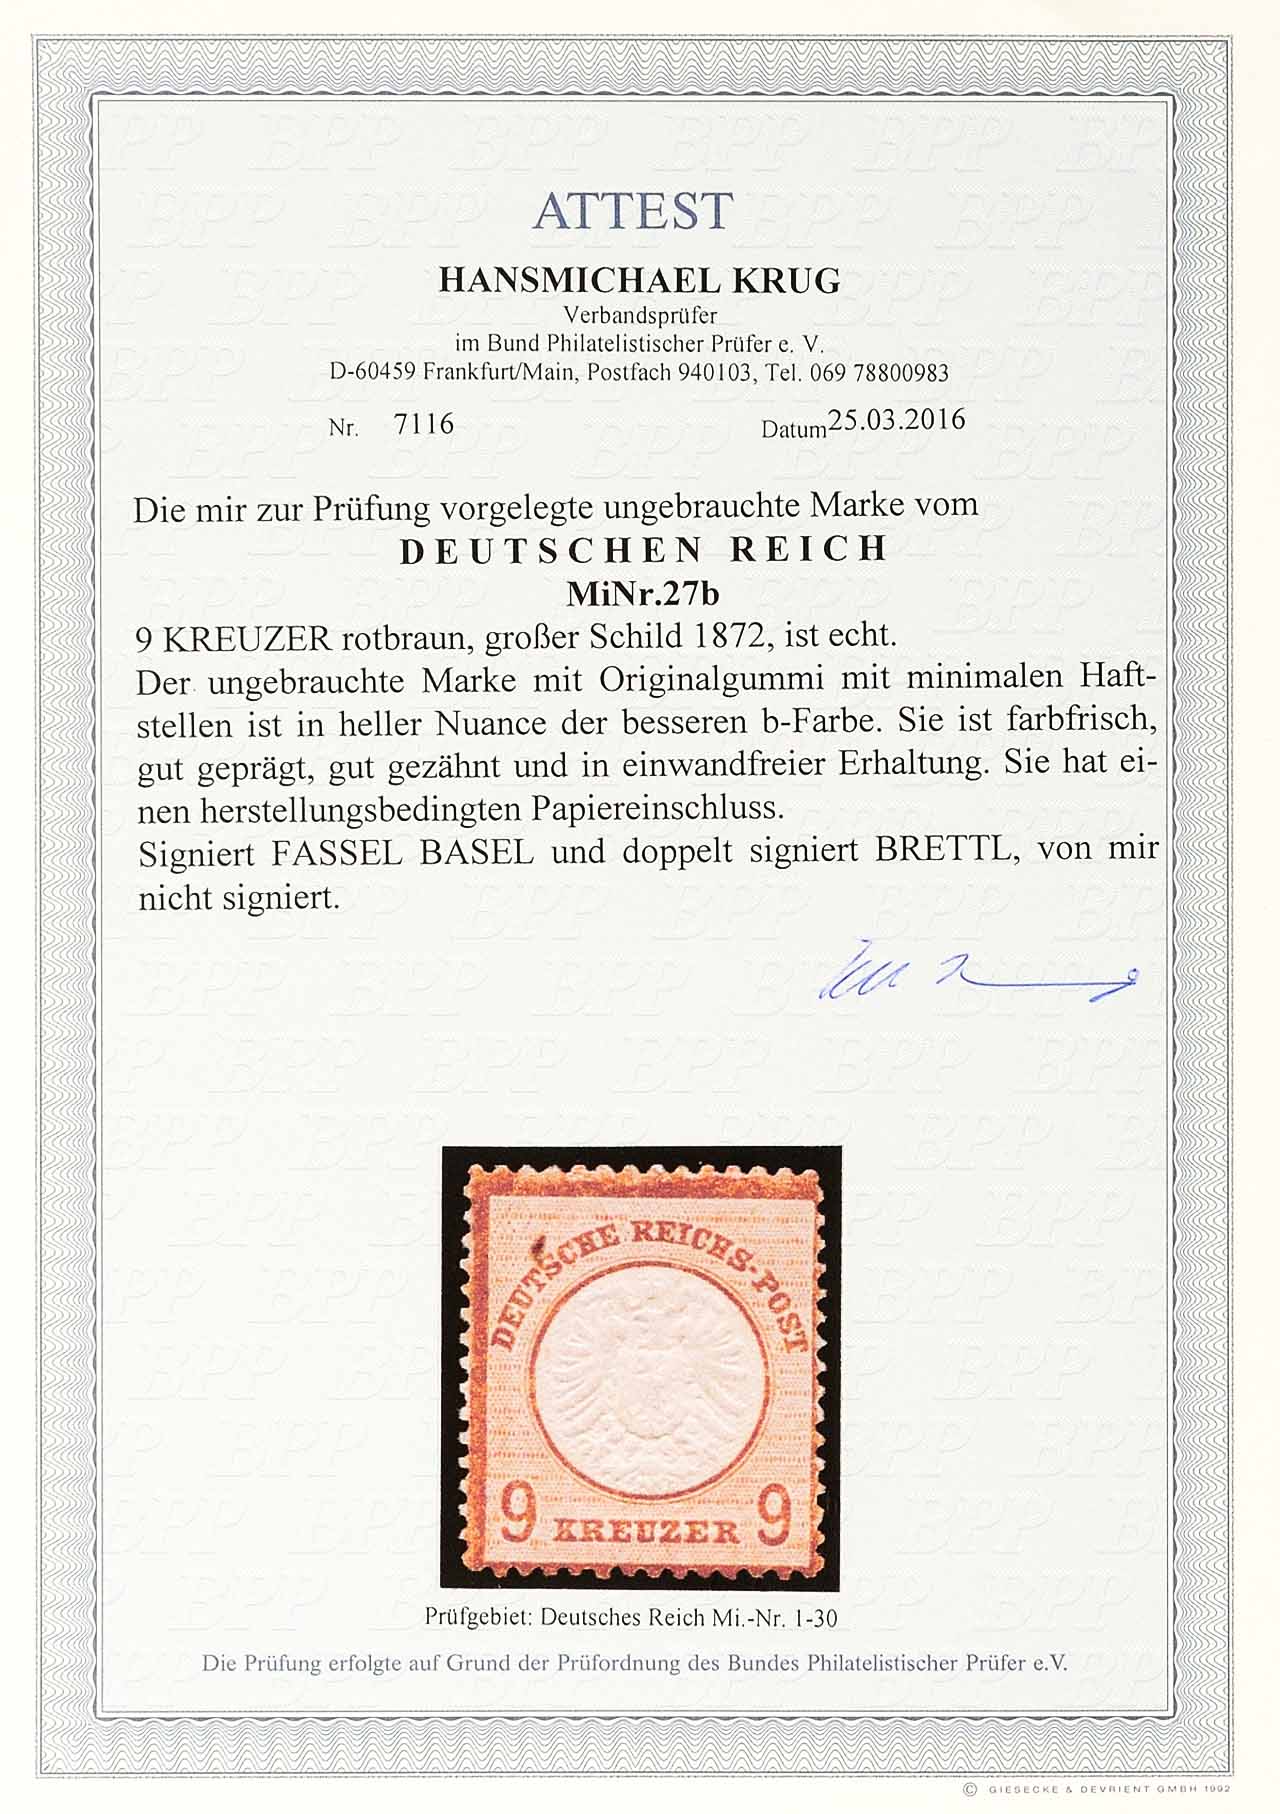 ATTEST
HANSMICHAEL KRUG
Verbandsprüfer
im Bund Philatelistischer Prüfer e. V.
D-60459 Frankfurt/Main, Postfach 940103, Tel. 069 78800983
Nr. 7116 Datum 25.03.2016
Die mir zur Prüfung vorgelegte ungebrauchte Marke vom
DEUTSCHEN REICH
MiNr.27b
9 KREUZER rotbraun, großer Schild 1872, ist echt.
Der ungebrauchte Marke mit Originalgummi mit minimalen Haft-
stellen ist in heller Nuance der besseren b-Farbe. Sie ist farbfrisch,
gut geprägt, gut gezähnt und in einwandfreier Erhaltung. Sie hat ei-
nen herstellungsbedingten Papiereinschluss.
Signiert FASSEL BASEL und doppelt signiert BRETTL, von mir
nicht signiert.
DEUTSCHE REICHS-POST
9 KREUZER 9
Prüfgebiet: Deutsches Reich Mi.-Nr. 1-30
Die Prüfung erfolgte auf Grund der Prüfordnung des Bundes Philatelistischer Prüfer e.V.
© GIESECKE & DEVRIENT GMBH 1992